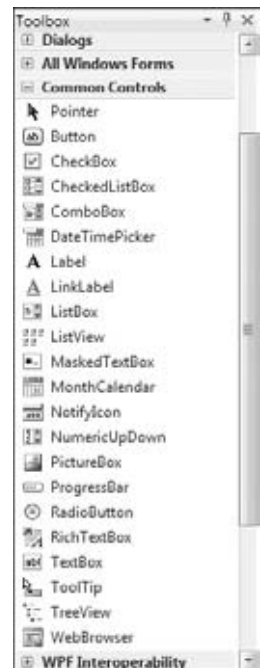 Toolbox
Dialogs
All Windows Forms
Common Controls
Pointer
Button
CheckBox
CheckedListBox
ComboBox
DateTimePicker
Label
LinkLabel
ListBox
ListView
MaskedTextBox
MonthCalendar
NotifyIcon
NumericUpDown
PictureBox
ProgressBar
RadioButton
RichTextBox
TextBox
ToolTip
TreeView
WebBrowser
WPF Interoperability